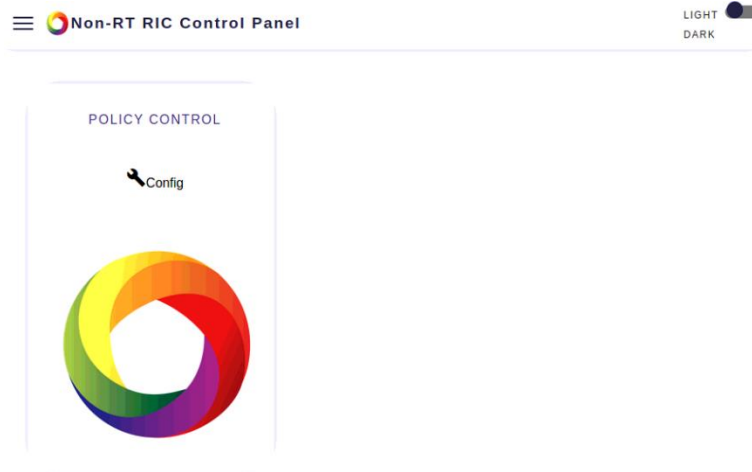 Non-RT RIC Control Panel
LIGHT
DARK
POLICY CONTROL
Config